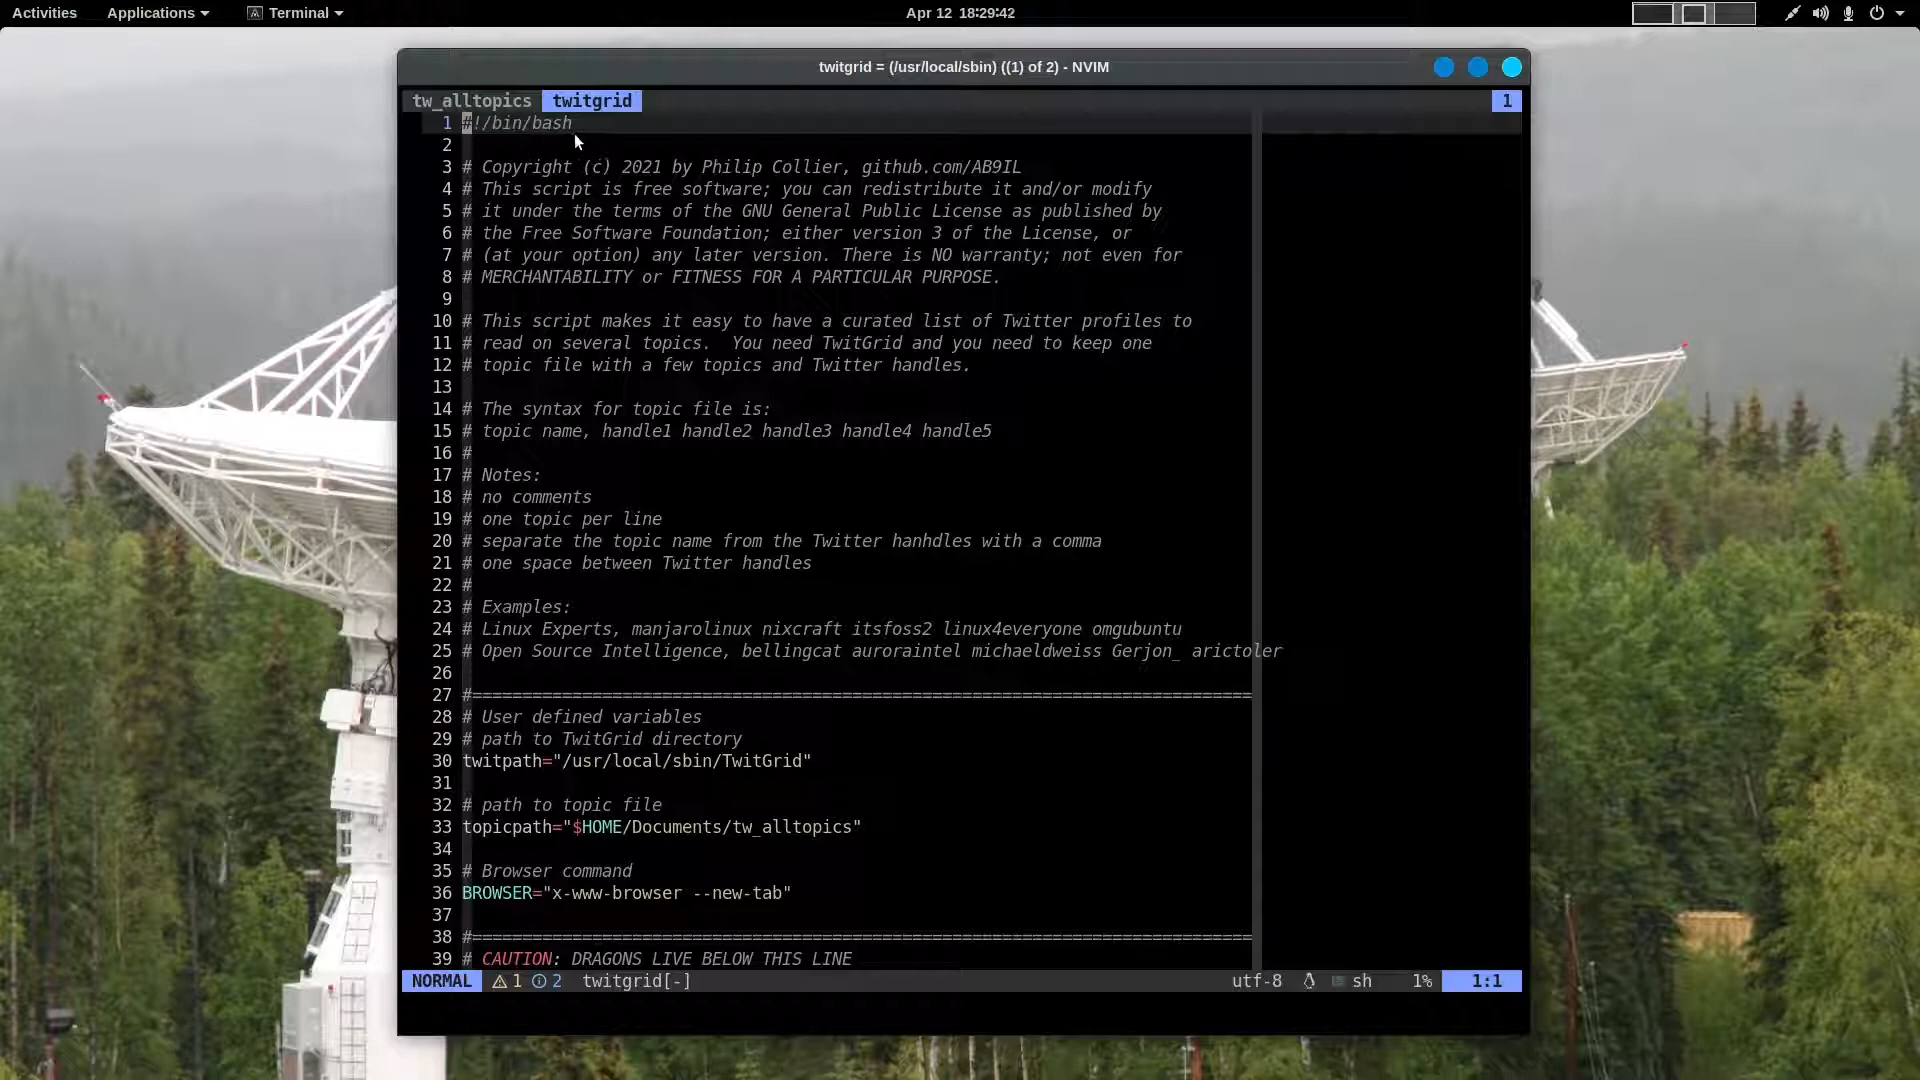 Activities Applications Terminal Apr 12 18:29:42
twitgrid = (/usr/local/sbin) ((1) of 2) - NVIM
tw_alltopics twitgrid 1
1 #!/bin/bash
2
3 # Copyright (c) 2021 by Philip Collier, github.com/AB9IL
4 # This script is free software; you can redistribute it and/or modify
5 # it under the terms of the GNU General Public License as published by
6 # the Free Software Foundation; either version 3 of the License, or
7 # (at your option) any later version. There is NO warranty; not even for
8 # MERCHANTABILITY or FITNESS FOR A PARTICULAR PURPOSE.
9
10 # This script makes it easy to have a curated list of Twitter profiles to
11 # read on several topics.  You need TwitGrid and you need to keep one
12 # topic file with a few topics and Twitter handles.
13
14 # The syntax for topic file is:
15 # topic name, handle1 handle2 handle3 handle4 handle5
16 #
17 # Notes:
18 # no comments
19 # one topic per line
20 # separate the topic name from the Twitter hanhdles with a comma
21 # one space between Twitter handles
22 #
23 # Examples:
24 # Linux Experts, manjarolinux nixcraft itsfoss2 linux4everyone omgubuntu
25 # Open Source Intelligence, bellingcat auroraintel michaeldweiss Gerjon_ arictoler
26
27 #==============================================================================
28 # User defined variables
29 # path to TwitGrid directory
30 twitpath="/usr/local/sbin/TwitGrid"
31
32 # path to topic file
33 topicpath="$HOME/Documents/tw_alltopics"
34
35 # Browser command
36 BROWSER="x-www-browser --new-tab"
37
38 #==============================================================================
39 # CAUTION: DRAGONS LIVE BELOW THIS LINE
NORMAL 1 2 twitgrid[-] utf-8 sh 1% 1:1